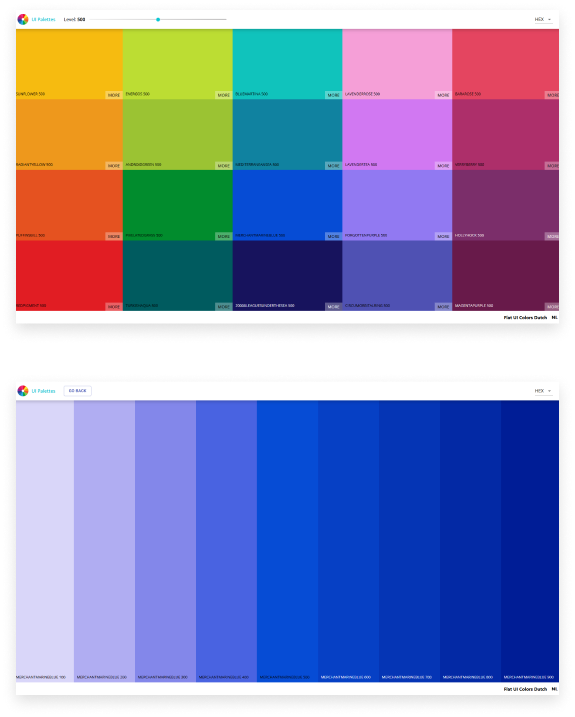 UI Palettes Level: 500 HEX
SUNFLOWER 500 MORE ENERGOS 500 MORE BLUEMARTINA 500 MORE LAVENDERROSE 500 MORE BARAROSE 500 MORE
RADIANTYELLOW 500 MORE ANDROIDGREEN 500 MORE MEDITERRANEANSEA 500 MORE LAVENDERTEA 500 MORE VERYBERRY 500 MORE
PUFFINSBILL 500 MORE PIXELATEDGRASS 500 MORE MERCHANTMARINEBLUE 500 MORE FORGOTTENPURPLE 500 MORE HOLLYHOCK 500 MORE
REDPIGMENT 500 MORE TURKISHAQUA 500 MORE 20000LEAGUESUNDERTHESEA 500 MORE CIRCUMORBITALRING 500 MORE MAGENTAPURPLE 500 MORE
Flat UI Colors Dutch NL
UI Palettes GO BACK HEX
MERCHANTMARINEBLUE 100 MERCHANTMARINEBLUE 200 MERCHANTMARINEBLUE 300 MERCHANTMARINEBLUE 400 MERCHANTMARINEBLUE 500 MERCHANTMARINEBLUE 600 MERCHANTMARINEBLUE 700 MERCHANTMARINEBLUE 800 MERCHANTMARINEBLUE 900
Flat UI Colors Dutch NL